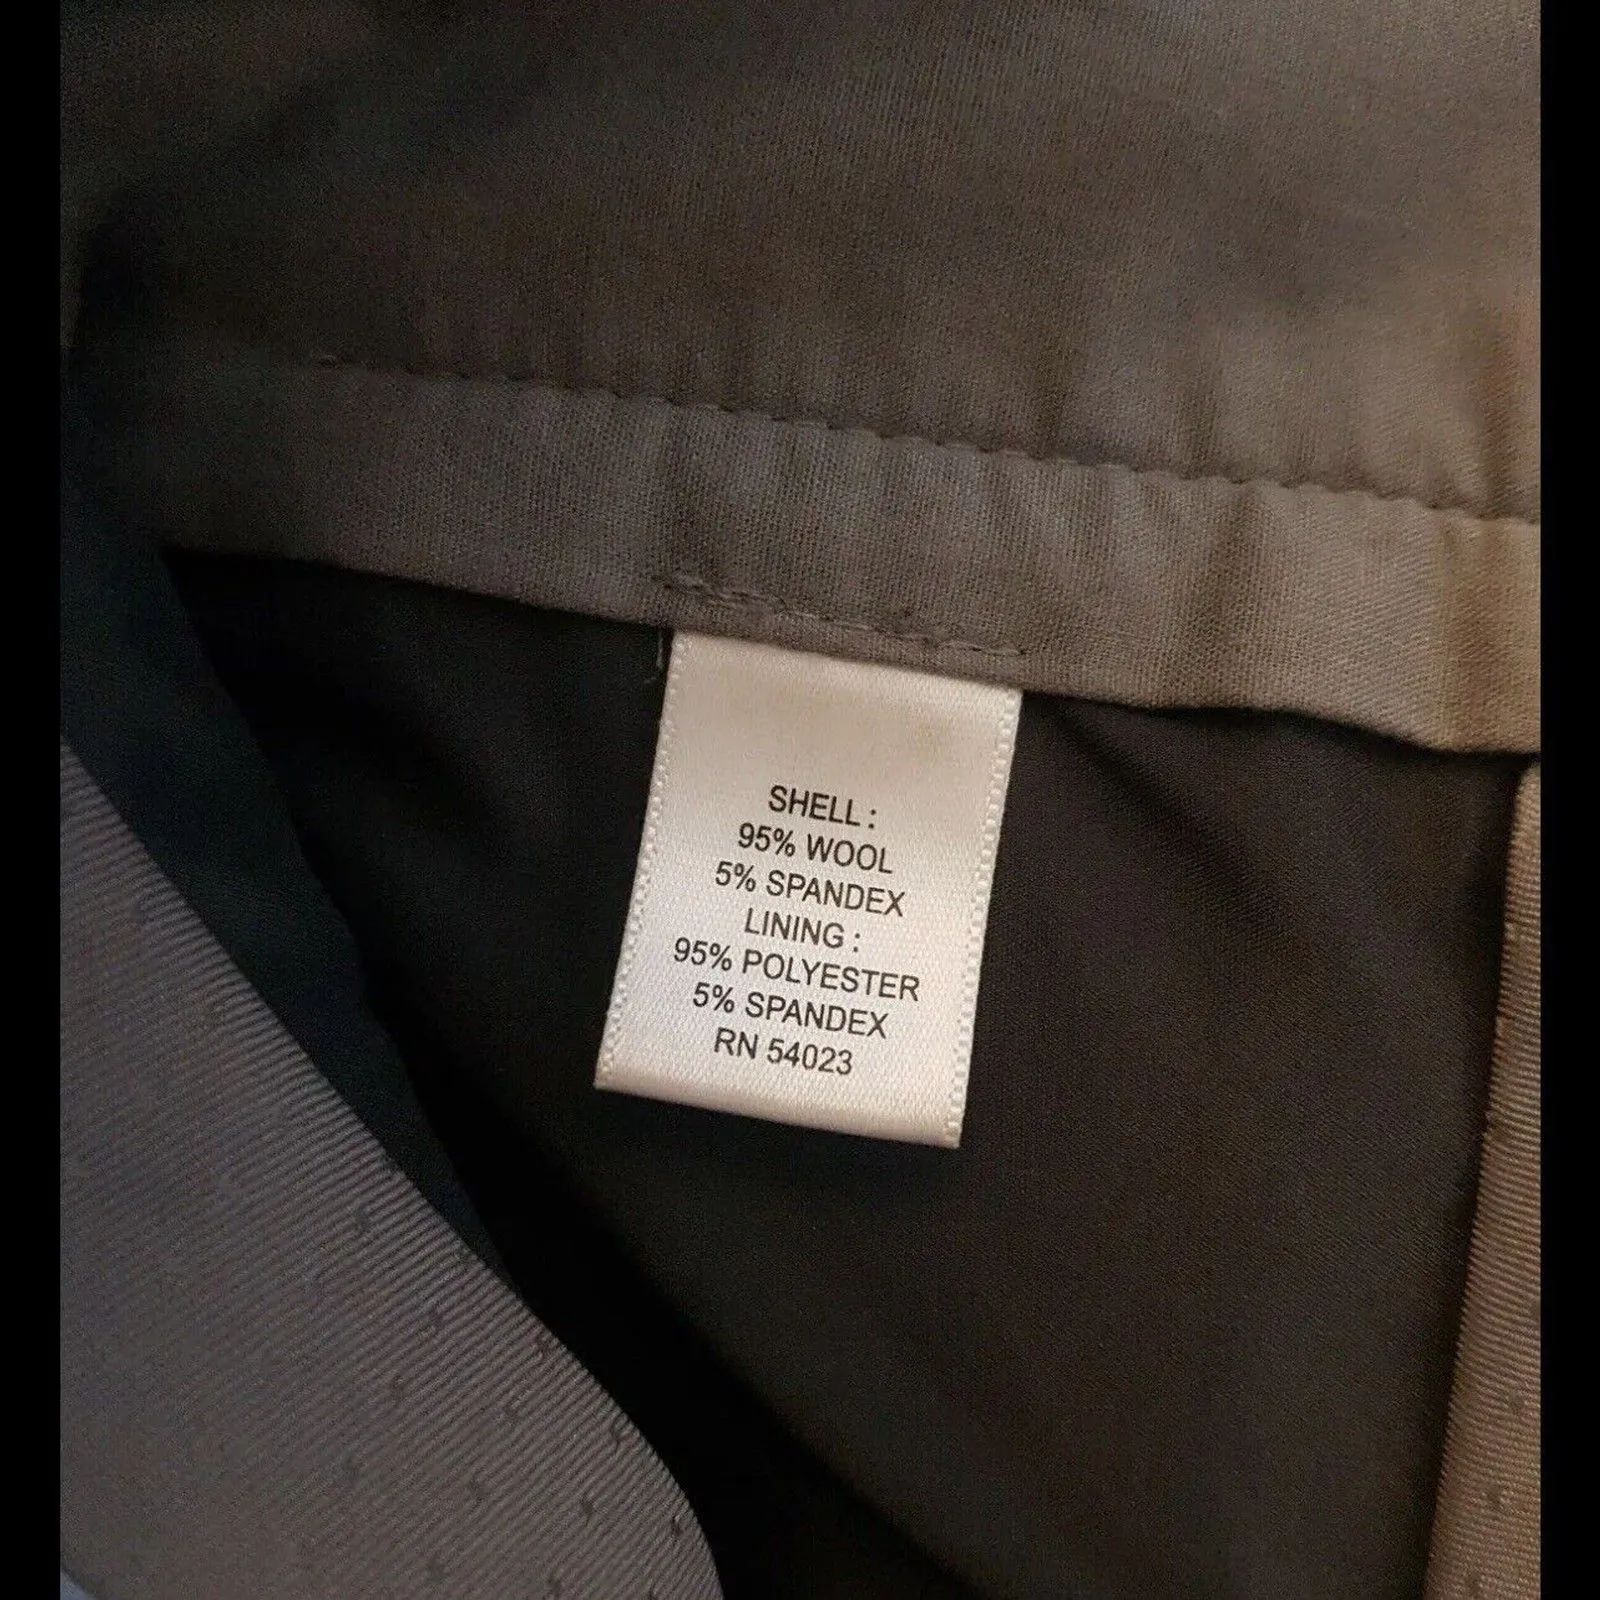 SHELL :
95% WOOL
5% SPANDEX
LINING :
95% POLYESTER
5% SPANDEX
RN 54023